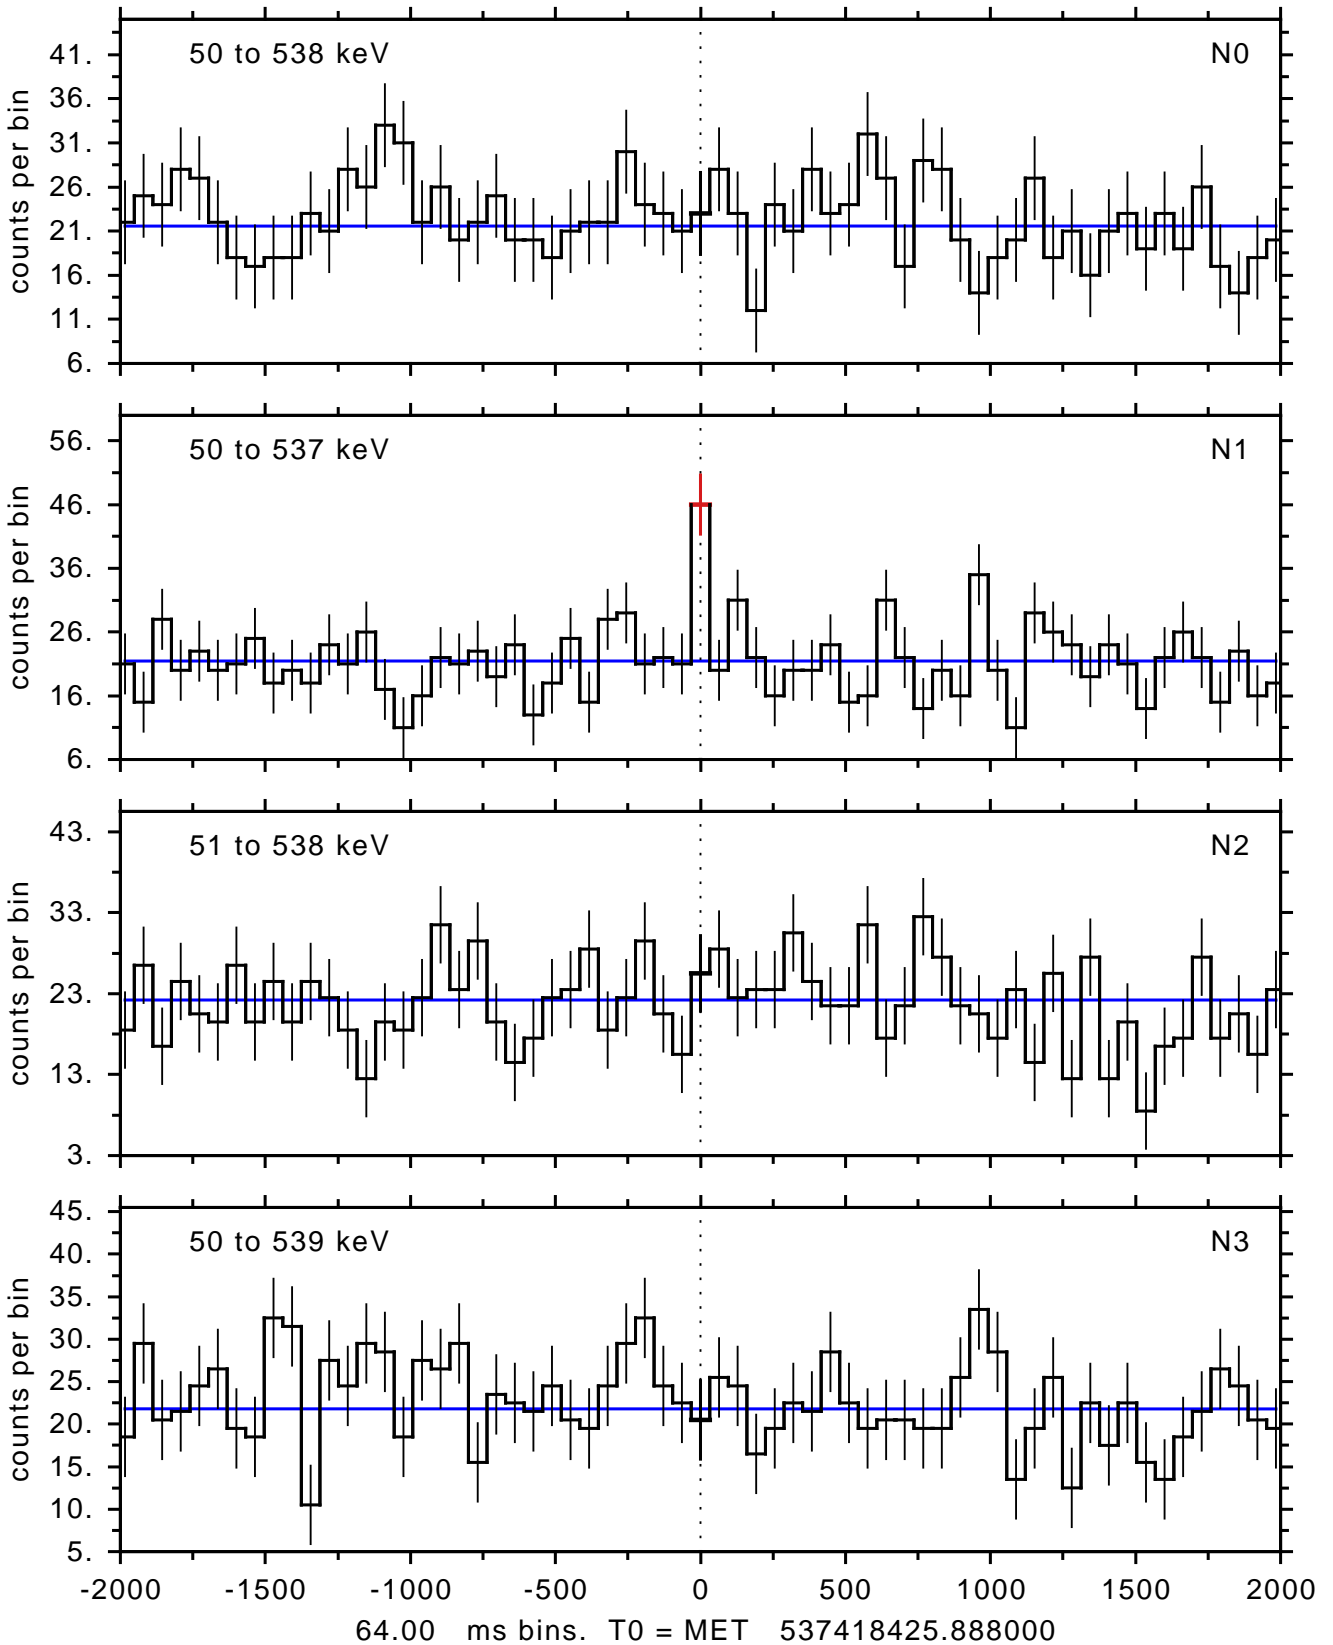 50 to 538 keV N0
counts per bin
41.
36.
31.
26.
21.
16.
11.
6.
50 to 537 keV N1
counts per bin
56.
46.
36.
26.
16.
6.
51 to 538 keV N2
counts per bin
43.
33.
23.
13.
3.
50 to 539 keV N3
counts per bin
45.
40.
35.
30.
25.
20.
15.
10.
5.
-2000 -1500 -1000 -500 0 500 1000 1500 2000
64.00 ms bins. T0 = MET 537418425.888000